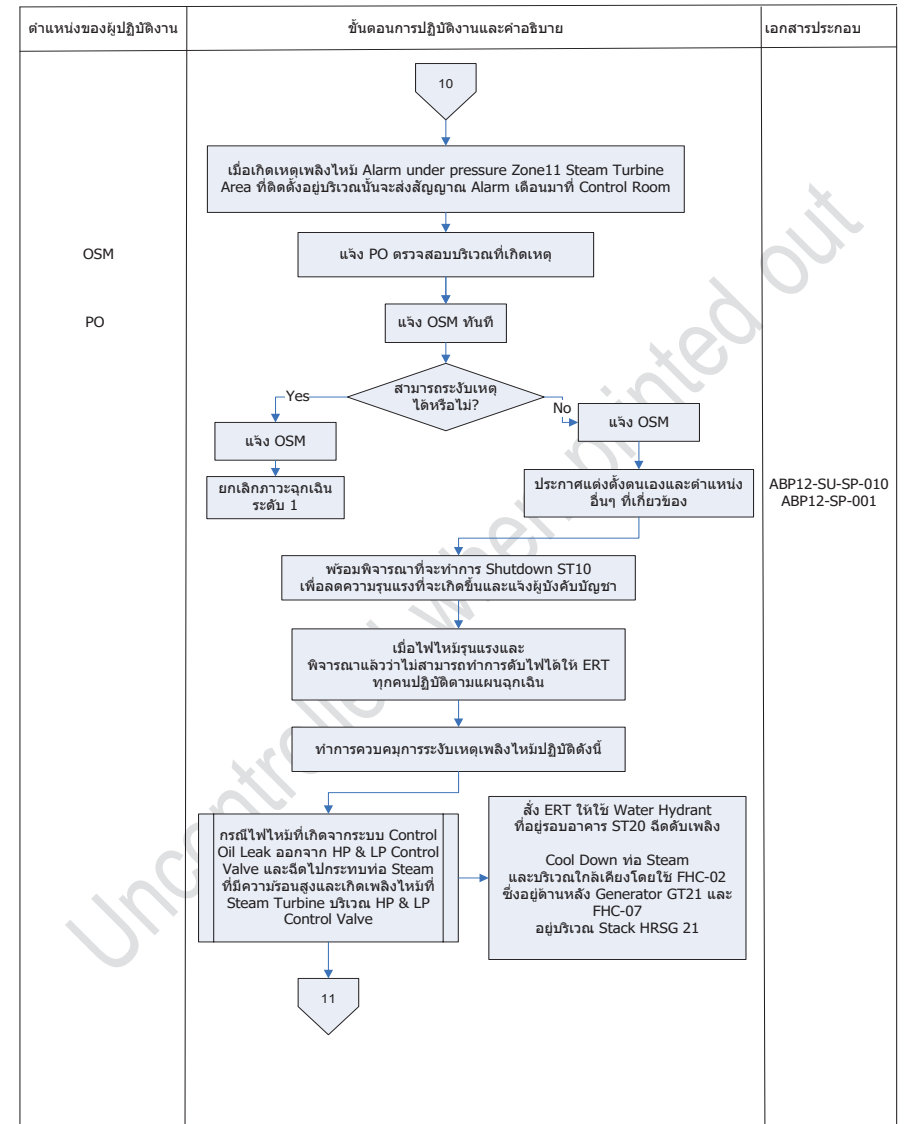 ตำแหน่งของผู้ปฏิบัติงาน
ขั้นตอนการปฏิบัติงานและคำอธิบาย
เอกสารประกอบ
10
เมื่อเกิดเหตุเพลิงไหม้ Alarm under pressure Zone11 Steam Turbine
Area ที่ติดตั้งอยู่บริเวณนั้นจะส่งสัญญาณ Alarm เตือนมาที่ Control Room
OSM
แจ้ง PO ตรวจสอบบริเวณที่เกิดเหตุ
PO
แจ้ง OSM ทันที
สามารถระงับเหตุ
ได้หรือไม่?
Yes
No
แจ้ง OSM
แจ้ง OSM
ยกเลิกภาวะฉุกเฉิน
ระดับ 1
ประกาศแต่งตั้งตนเองและตำแหน่ง
อื่นๆ ที่เกี่ยวข้อง
ABP12-SU-SP-010
ABP12-SP-001
พร้อมพิจารณาที่จะทำการ Shutdown ST10
เพื่อลดความรุนแรงที่จะเกิดขึ้นและแจ้งผู้บังคับบัญชา
เมื่อไฟไหม้รุนแรงและ
พิจารณาแล้วว่าไม่สามารถทำการดับไฟได้ให้ ERT
ทุกคนปฏิบัติตามแผนฉุกเฉิน
ทำการควบคมุการระงับเหตุเพลิงไหม้ปฏิบัติดังนี้
กรณีไฟไหม้ที่เกิดจากระบบ Control
Oil Leak ออกจาก HP & LP Control
Valve และฉีดไปกระทบท่อ Steam
ที่มีความร้อนสูงและเกิดเพลิงไหม้ที่
Steam Turbine บริเวณ HP & LP
Control Valve
สั่ง ERT ให้ใช้ Water Hydrant
ที่อยู่รอบอาคาร ST20 ฉีดดับเพลิง
Cool Down ท่อ Steam
และบริเวณใกล้เคียงโดยใช้ FHC-02
ซึ่งอยู่ด้านหลัง Generator GT21 และ
FHC-07
อยู่บริเวณ Stack HRSG 21
11
Uncontrolled when printed out